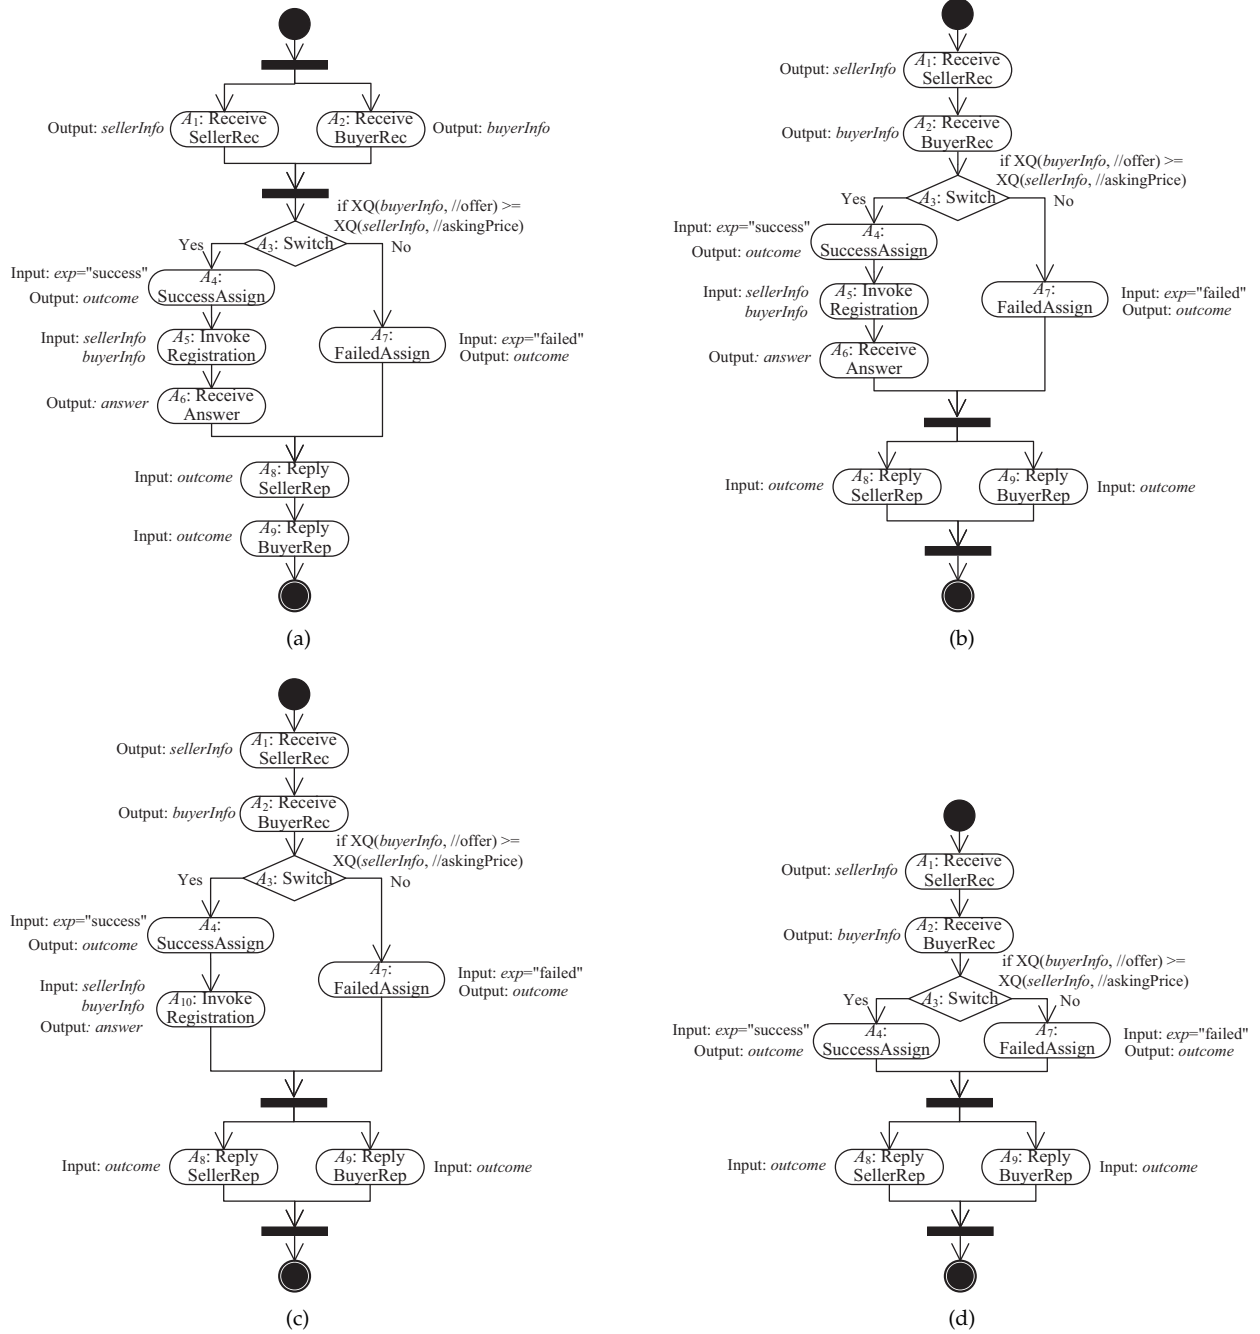 Output: sellerInfo
A1: Receive
SellerRec
A2: Receive
BuyerRec
Output: buyerInfo
if XQ(buyerInfo, //offer) >=
XQ(sellerInfo, //askingPrice)
Yes
A3: Switch
No
Input: exp="success"
Output: outcome
A4:
SuccessAssign
Input: sellerInfo
buyerInfo
A5: Invoke
Registration
A7:
FailedAssign
Input: exp="failed"
Output: outcome
Output: answer
A6: Receive
Answer
Input: outcome
A8: Reply
SellerRep
Input: outcome
A9: Reply
BuyerRep
(a)
Output: sellerInfo
A1: Receive
SellerRec
Output: buyerInfo
A2: Receive
BuyerRec
if XQ(buyerInfo, //offer) >=
XQ(sellerInfo, //askingPrice)
Yes
A3: Switch
No
Input: exp="success"
Output: outcome
A4:
SuccessAssign
Input: sellerInfo
buyerInfo
A5: Invoke
Registration
A7:
FailedAssign
Input: exp="failed"
Output: outcome
Output: answer
A6: Receive
Answer
Input: outcome
A8: Reply
SellerRep
A9: Reply
BuyerRep
Input: outcome
(b)
Output: sellerInfo
A1: Receive
SellerRec
Output: buyerInfo
A2: Receive
BuyerRec
if XQ(buyerInfo, //offer) >=
XQ(sellerInfo, //askingPrice)
Yes
A3: Switch
No
Input: exp="success"
Output: outcome
A4:
SuccessAssign
Input: sellerInfo
buyerInfo
Output: answer
A10: Invoke
Registration
A7:
FailedAssign
Input: exp="failed"
Output: outcome
Input: outcome
A8: Reply
SellerRep
A9: Reply
BuyerRep
Input: outcome
(c)
Output: sellerInfo
A1: Receive
SellerRec
Output: buyerInfo
A2: Receive
BuyerRec
if XQ(buyerInfo, //offer) >=
XQ(sellerInfo, //askingPrice)
Yes
A3: Switch
No
Input: exp="success"
Output: outcome
A4:
SuccessAssign
A7:
FailedAssign
Input: exp="failed"
Output: outcome
Input: outcome
A8: Reply
SellerRep
A9: Reply
BuyerRep
Input: outcome
(d)